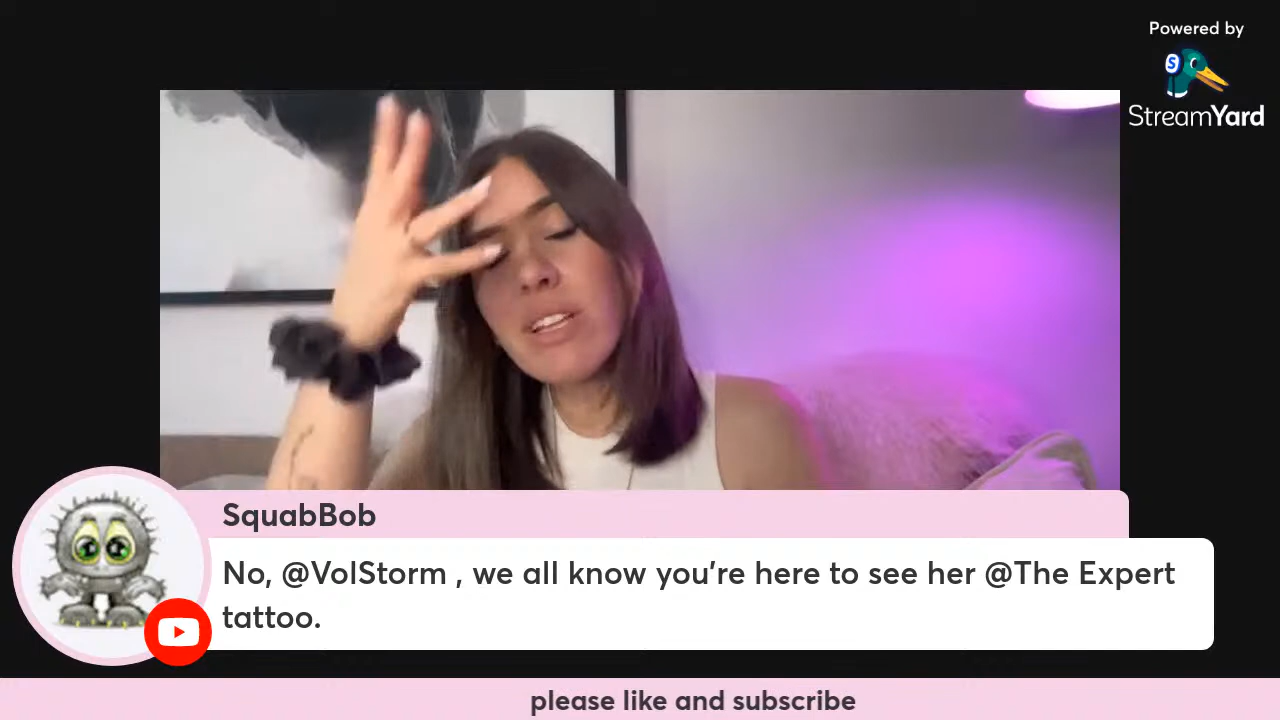 Powered by
S
StreamYard
SquabBob
No, @VolStorm , we all know you're here to see her @The Expert
tattoo.
please like and subscribe